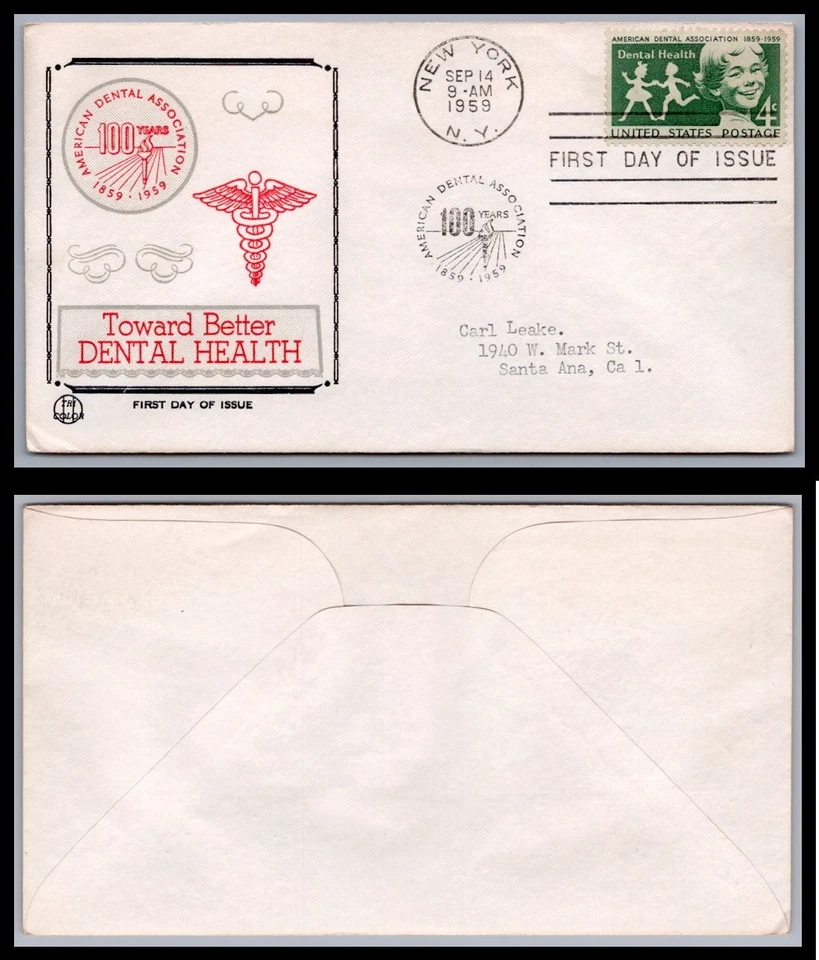 AMERICAN DENTAL ASSOCIATION
100 YEARS
1859 · 1959
Toward Better
DENTAL HEALTH
TRI
COLOR
FIRST DAY OF ISSUE
NEW YORK
SEP 14
9 - AM
1959
N. Y.
AMERICAN DENTAL ASSOCIATION 1859-1959
Dental Health
4c
UNITED STATES POSTAGE
FIRST DAY OF ISSUE
AMERICAN DENTAL ASSOCIATION
100 YEARS
1859 · 1959
Carl Leake.
1940 W. Mark St.
Santa Ana, Ca l.